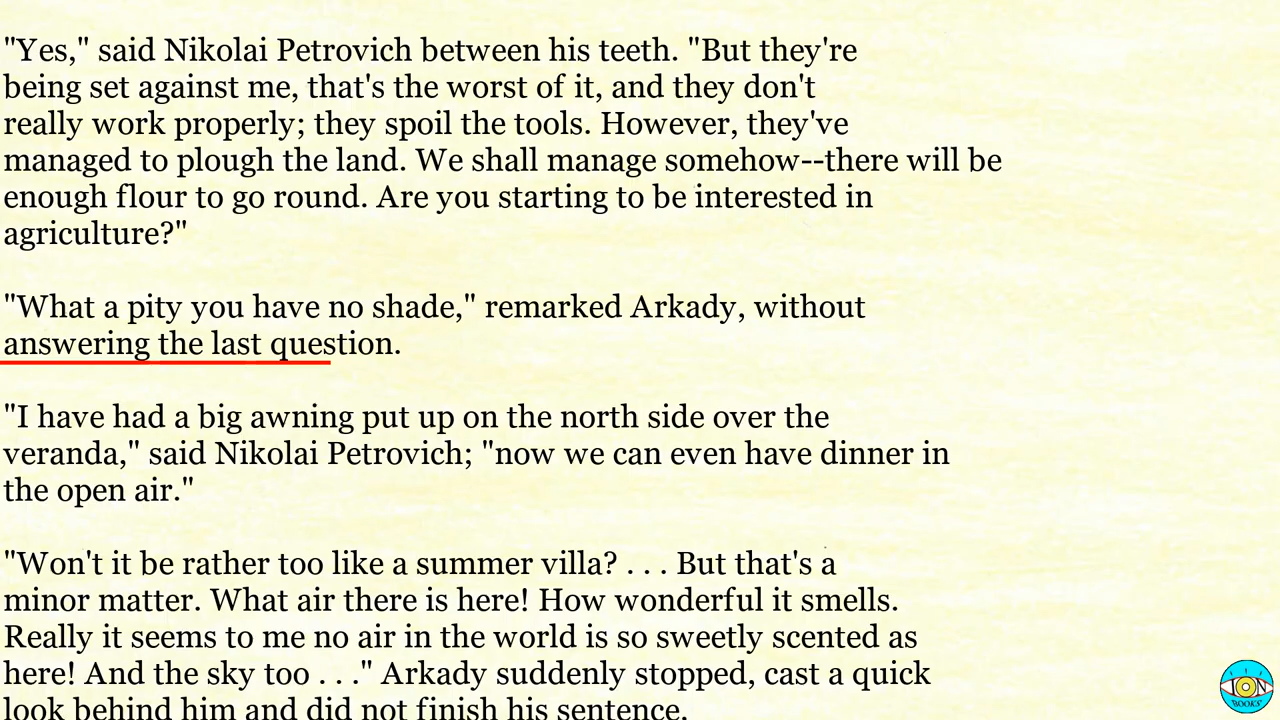 "Yes," said Nikolai Petrovich between his teeth. "But they're
being set against me, that's the worst of it, and they don't
really work properly; they spoil the tools. However, they've
managed to plough the land. We shall manage somehow--there will be
enough flour to go round. Are you starting to be interested in
agriculture?"
"What a pity you have no shade," remarked Arkady, without
answering the last question.
"I have had a big awning put up on the north side over the
veranda," said Nikolai Petrovich; "now we can even have dinner in
the open air."
"Won't it be rather too like a summer villa? . . . But that's a
minor matter. What air there is here! How wonderful it smells.
Really it seems to me no air in the world is so sweetly scented as
here! And the sky too . . ." Arkady suddenly stopped, cast a quick
look behind him and did not finish his sentence.
ION
BOOKS